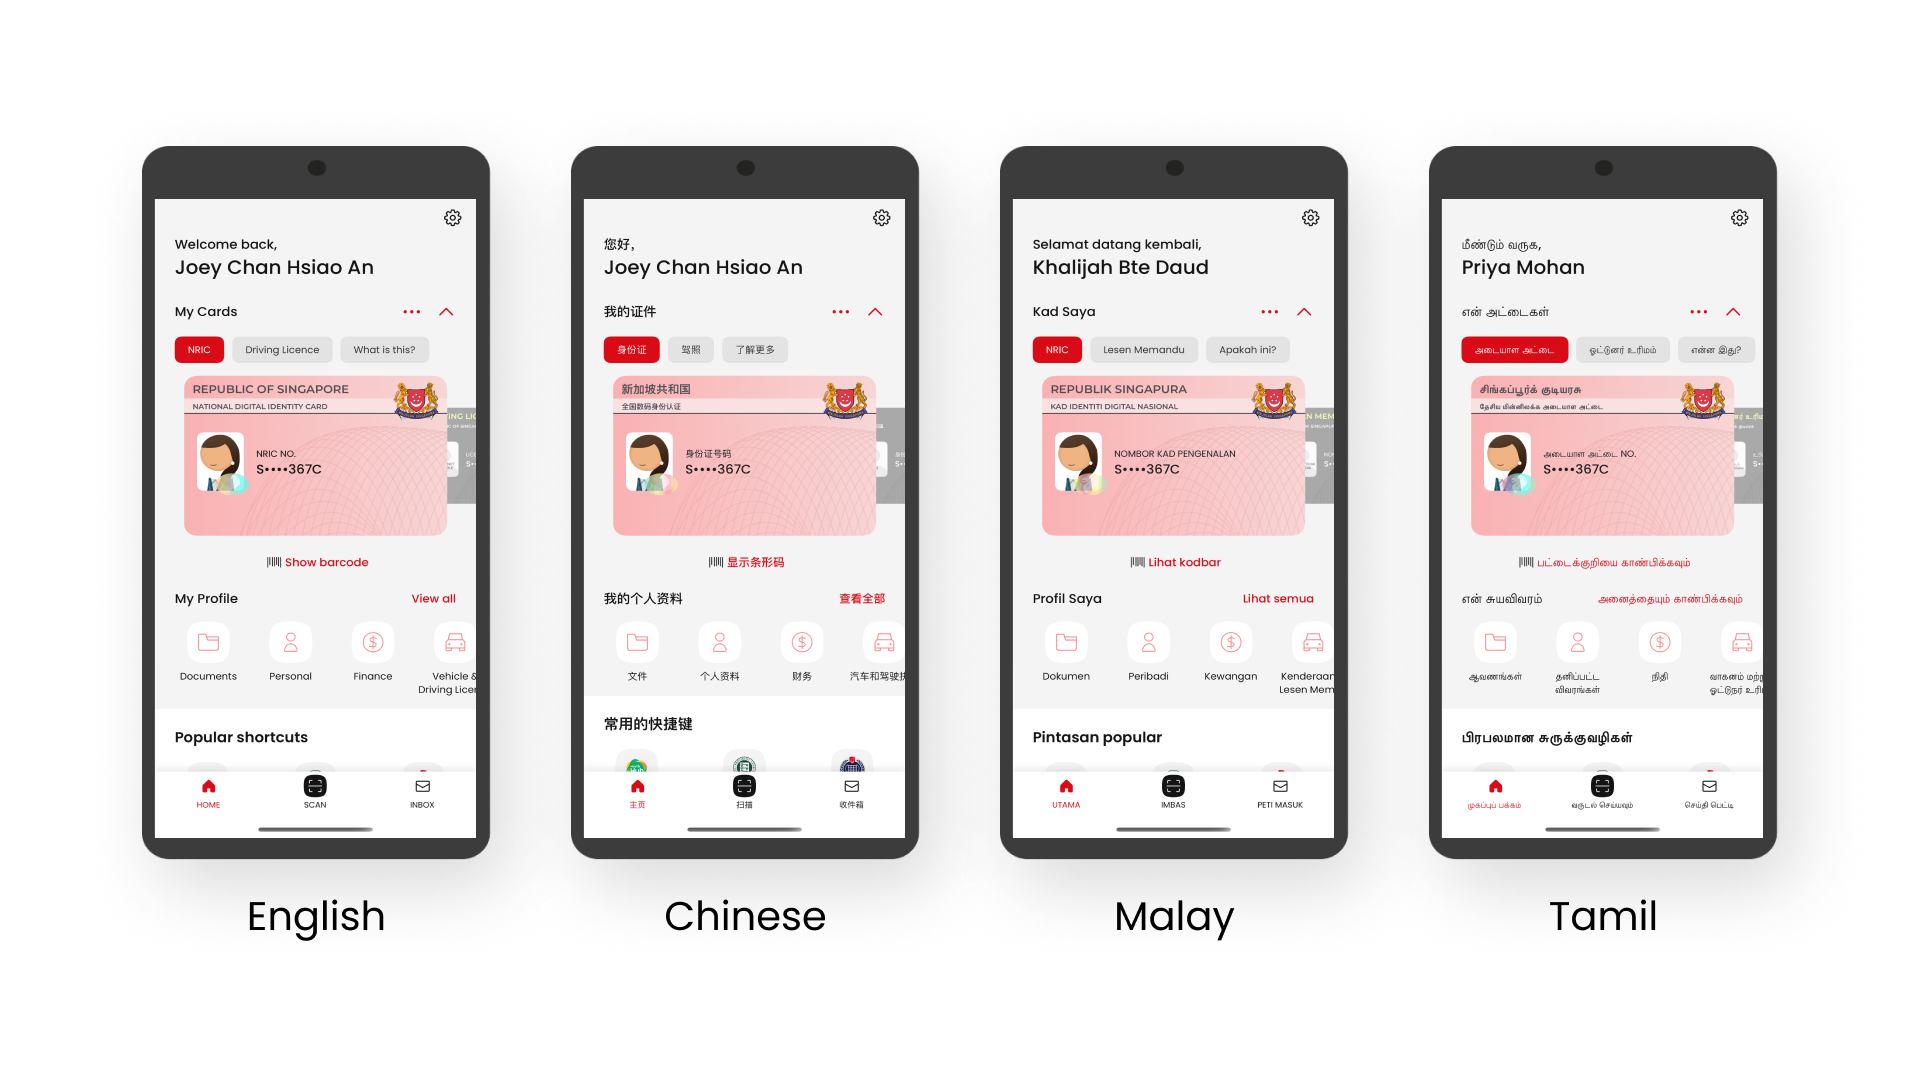 Welcome back,
Joey Chan Hsiao An
My Cards
NRIC
Driving Licence
What is this?
REPUBLIC OF SINGAPORE
NATIONAL DIGITAL IDENTITY CARD
NRIC NO.
S••••367C
Show barcode
My Profile
View all
Documents
Personal
Finance
Vehicle &
Driving
Popular shortcuts
HOME
SCAN
INBOX
English
您好,
Joey Chan Hsiao An
我的证件
身份证
驾照
了解更多
新加坡共和国
全国数码身份认证
身份证号码
S••••367C
显示条形码
我的个人资料
查看全部
文件
个人资料
财务
汽车和驾驶
常用的快捷键
主页
扫描
收件箱
Chinese
Selamat datang kembali,
Khalijah Bte Daud
Kad Saya
NRIC
Lesen Memandu
Apakah ini?
REPUBLIK SINGAPURA
KAD IDENTITI DIGITAL NASIONAL
NOMBOR KAD PENGENALAN
S••••367C
Lihat kodbar
Profil Saya
Lihat semua
Dokumen
Peribadi
Kewangan
Kenderaan
Lesen
Pintasan popular
UTAMA
IMBAS
PETI MASUK
Malay
மீண்டும் வருக,
Priya Mohan
என் அட்டைகள்
அடையாள அட்டை
ஓட்டுனர் உரிமம்
என்ன இது?
சிங்கப்பூர்க் குடியரசு
தேசிய மின்னிலக்க அடையாள அட்டை
அடையாள அட்டை NO.
S••••367C
பட்டைக்குறியை காண்பிக்கவும்
என் சுயவிவரம்
அனைத்தையும் காண்பிக்கவும்
ஆவணங்கள்
தனிப்பட்ட
விவரங்கள்
நிதி
வாகனம்
ஓட்டுநர்
பிரபலமான சுருக்குவழிகள்
முகப்புப் பக்கம்
வருடல் செய்யவும்
செய்தி பெட்டி
Tamil